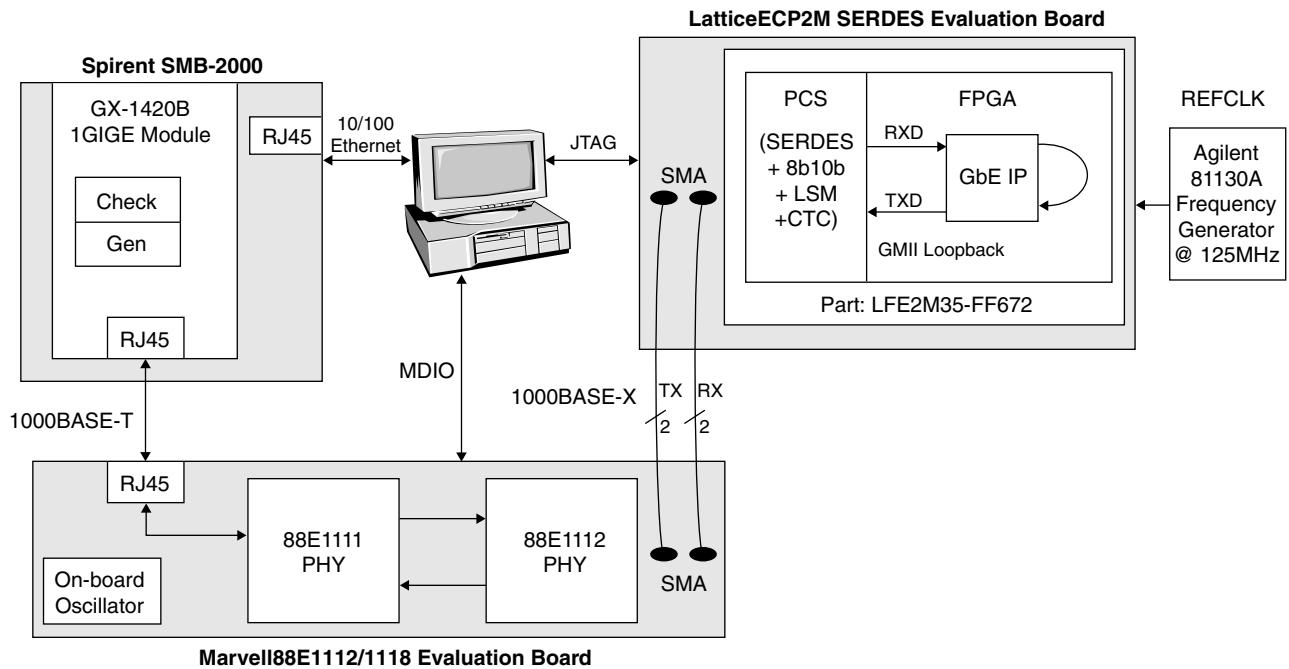 LatticeECP2M SERDES Evaluation Board
Spirent SMB-2000
GX-1420B
1GIGE Module
RJ45
10/100
Ethernet
Check
Gen
RJ45
JTAG
SMA
PCS
(SERDES
+ 8b10b
+ LSM
+CTC)
FPGA
RXD
TXD
GbE IP
GMII Loopback
Part: LFE2M35-FF672
REFCLK
Agilent
81130A
Frequency
Generator
@ 125MHz
MDIO
1000BASE-T
1000BASE-X
TX
2
RX
2
RJ45
88E1111
PHY
88E1112
PHY
SMA
On-board
Oscillator
Marvell88E1112/1118 Evaluation Board